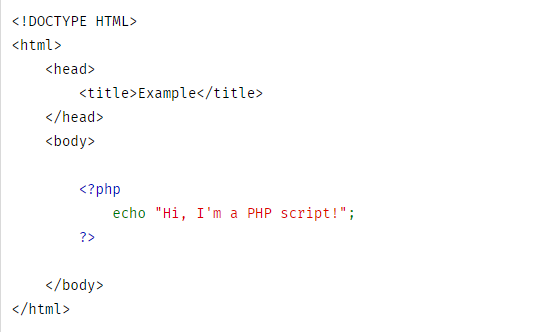 <!DOCTYPE HTML>
<html>
    <head>
        <title>Example</title>
    </head>
    <body>

        <?php
            echo "Hi, I'm a PHP script!";
        ?>

    </body>
</html>